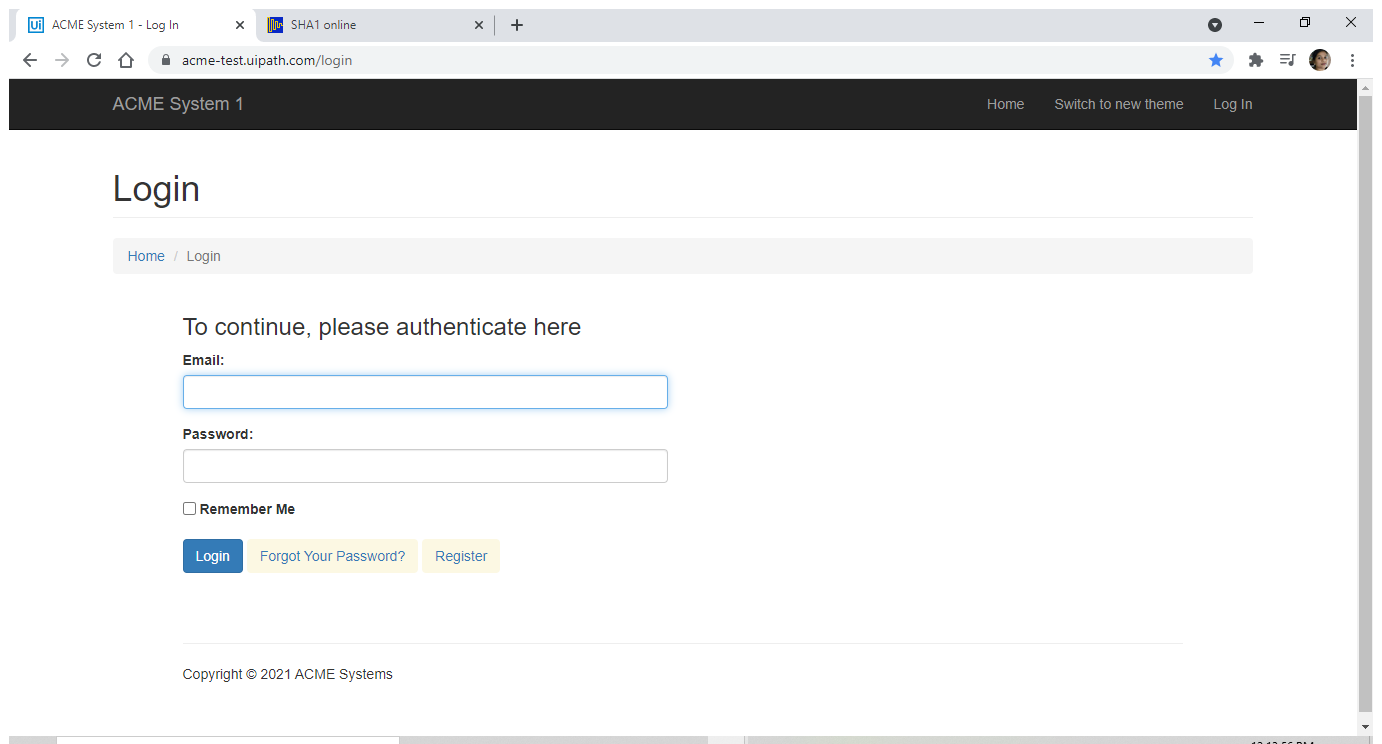 Ui ACME System 1 - Log In SHA1 online
acme-test.uipath.com/login
ACME System 1 Home Switch to new theme Log In
Login
Home / Login
To continue, please authenticate here
Email:
Password:
Remember Me
Login Forgot Your Password? Register
Copyright © 2021 ACME Systems